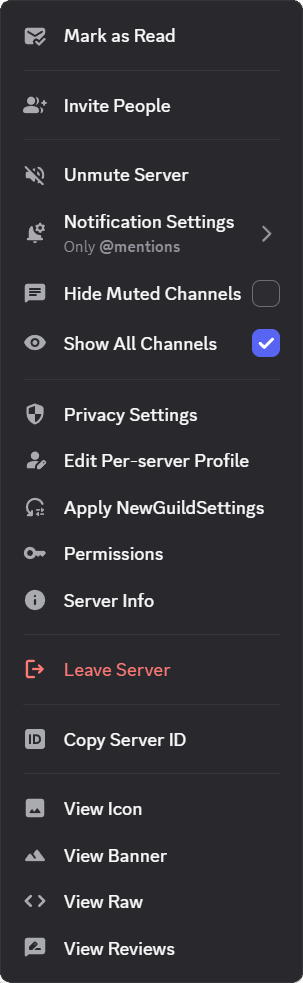 Mark as Read
Invite People
Unmute Server
Notification Settings
Only @mentions
Hide Muted Channels
Show All Channels
Privacy Settings
Edit Per-server Profile
Apply NewGuildSettings
Permissions
Server Info
Leave Server
ID Copy Server ID
View Icon
View Banner
View Raw
View Reviews